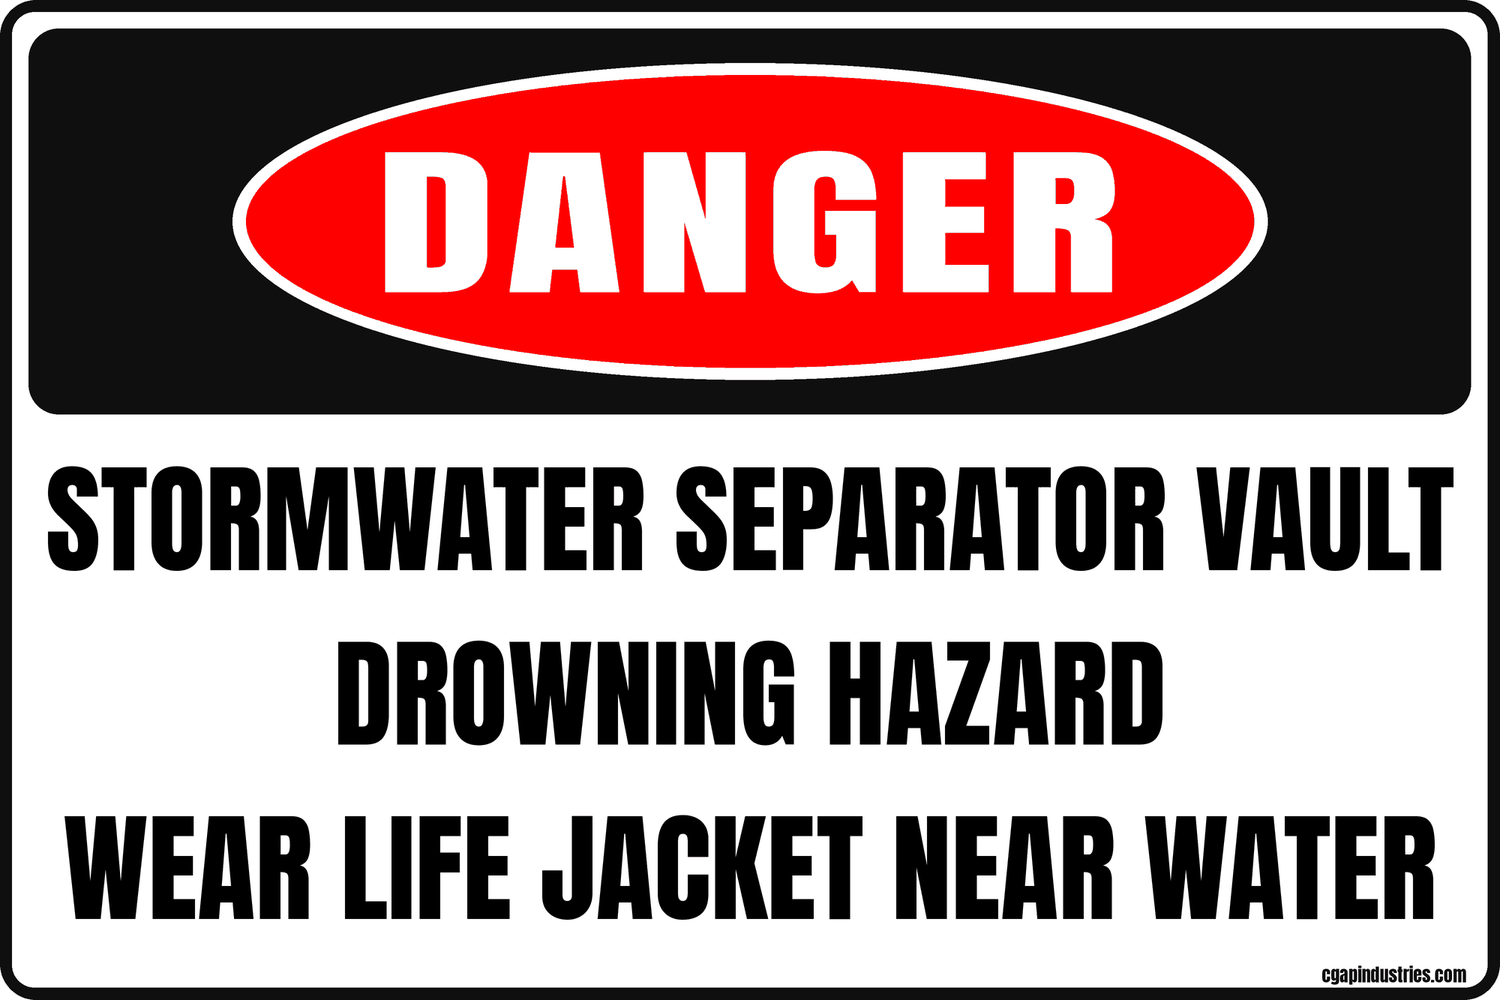 DANGER
STORMWATER SEPARATOR VAULT
DROWNING HAZARD
WEAR LIFE JACKET NEAR WATER
cgapindustries.com